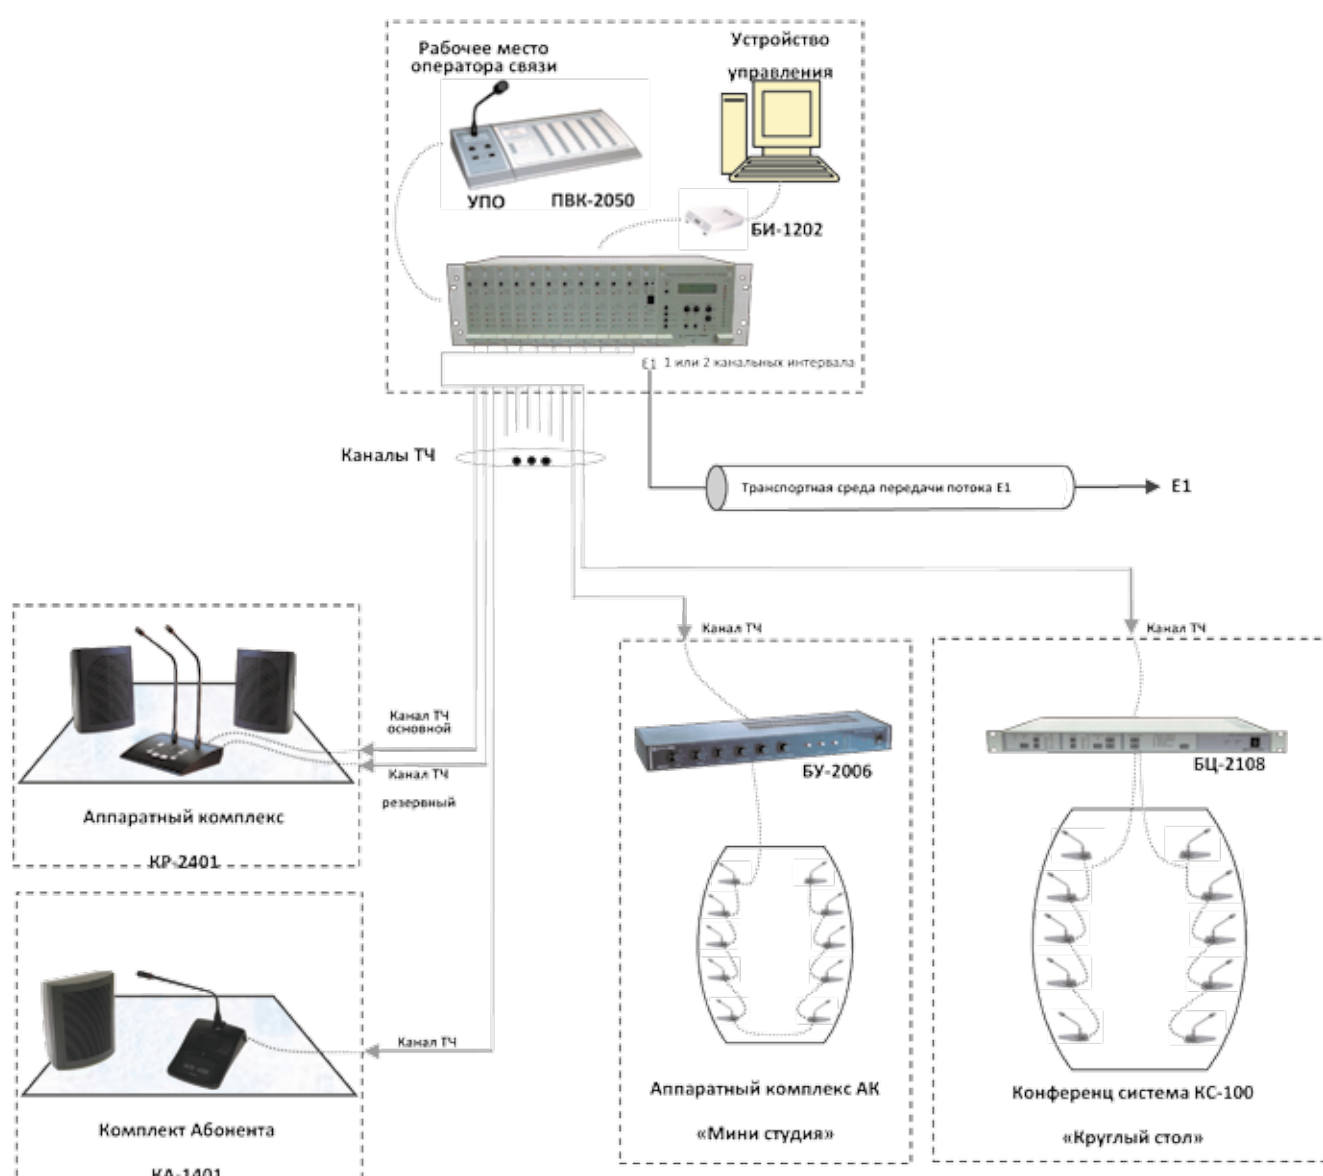 Рабочее место
оператора связи
Устройство
управления
УПО
ПВК-2050
БИ-1202
E1 1 или 2 канальных интервала
Каналы ТЧ
Транспортная среда передачи потока E1
E1
Канал ТЧ
Канал ТЧ
Канал ТЧ
основной
Канал ТЧ
резервный
Аппаратный комплекс
КР-2401
БУ-2006
БЦ-2108
Канал ТЧ
Комплект Абонента
КА-1401
Аппаратный комплекс АК
«Мини студия»
Конференц система КС-100
«Круглый стол»